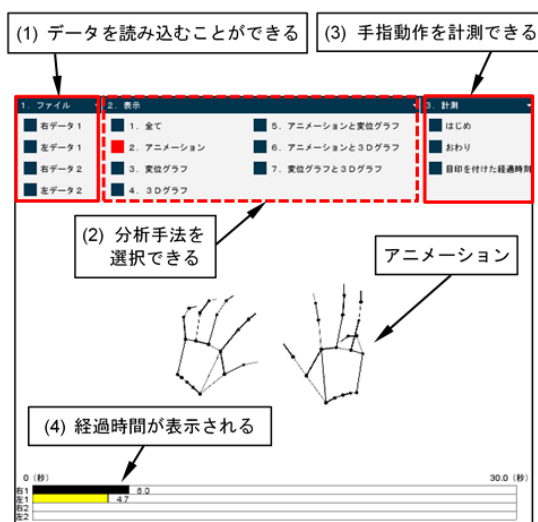 (1) データを読み込むことができる
(3) 手指動作を計測できる
1. ファイル
2. 表示
3. 計測
右データ1
左データ1
右データ2
左データ2
1. 全て
2. アニメーション
3. 変位グラフ
4. 3Dグラフ
5. アニメーションと変位グラフ
6. アニメーションと3Dグラフ
7. 変位グラフと3Dグラフ
はじめ
おわり
目印を付けた経過時刻
(2) 分析手法を
選択できる
アニメーション
(4) 経過時間が表示される
0 (秒)
30.0 (秒)
右1
6.0
左1
4.7
右2
左2